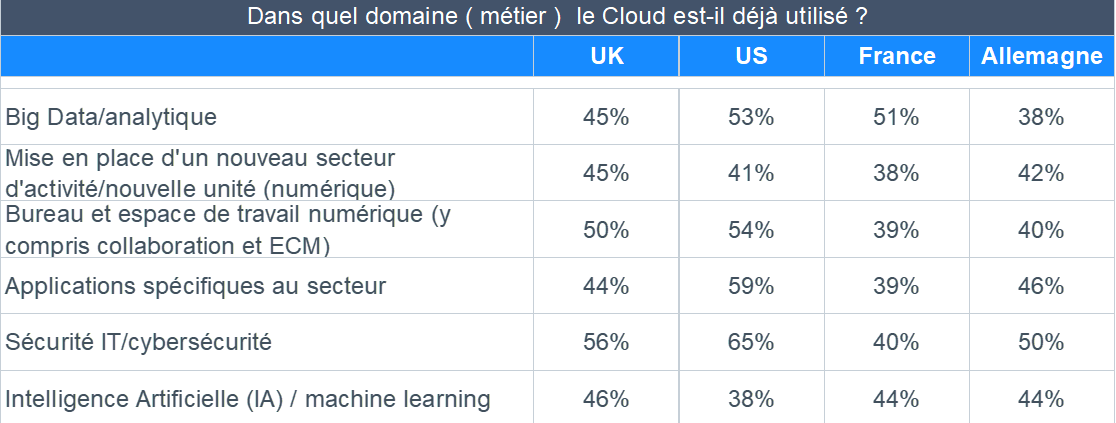 Dans quel domaine ( métier )  le Cloud est-il déjà utilisé ?
UK US France Allemagne
Big Data/analytique 45% 53% 51% 38%
Mise en place d'un nouveau secteur
d'activité/nouvelle unité (numérique) 45% 41% 38% 42%
Bureau et espace de travail numérique (y
compris collaboration et ECM) 50% 54% 39% 40%
Applications spécifiques au secteur 44% 59% 39% 46%
Sécurité IT/cybersécurité 56% 65% 40% 50%
Intelligence Artificielle (IA) / machine learning 46% 38% 44% 44%